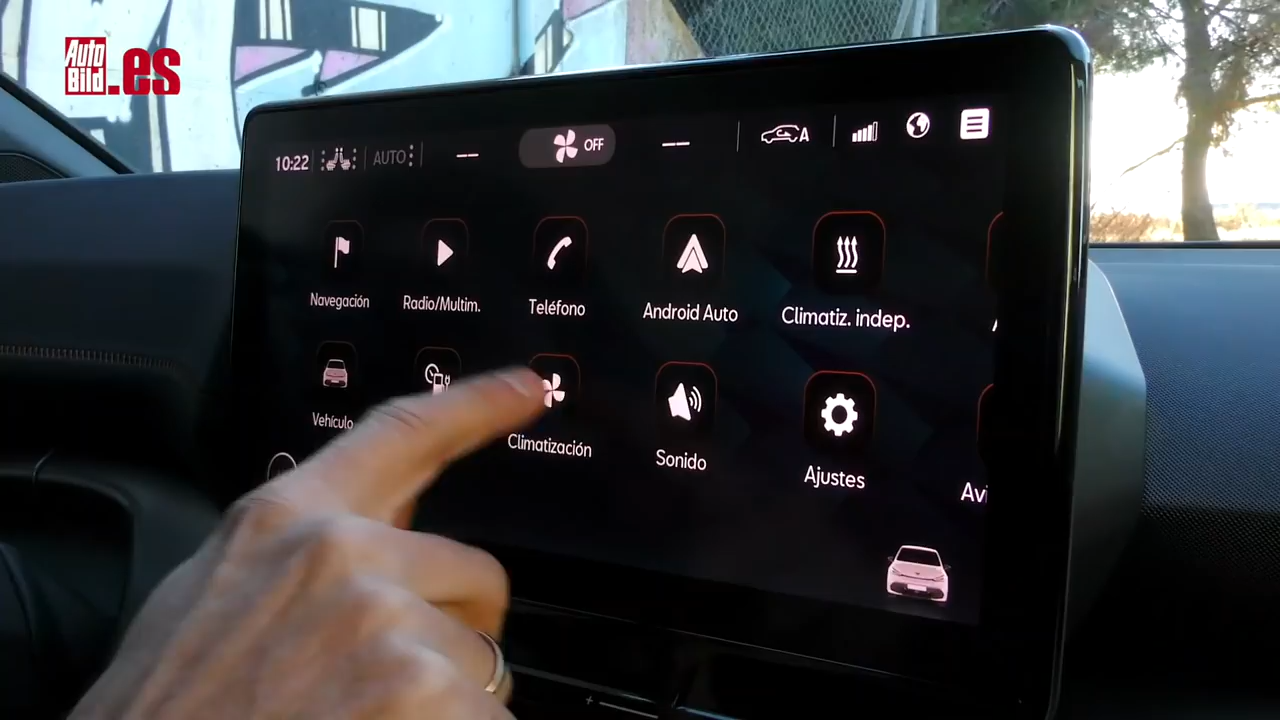 Auto
Bild
.es
10:22
AUTO
OFF
A
Navegación
Radio/Multim.
Teléfono
Android Auto
Climatiz. indep.
Vehículo
Climatización
Sonido
Ajustes
Avi